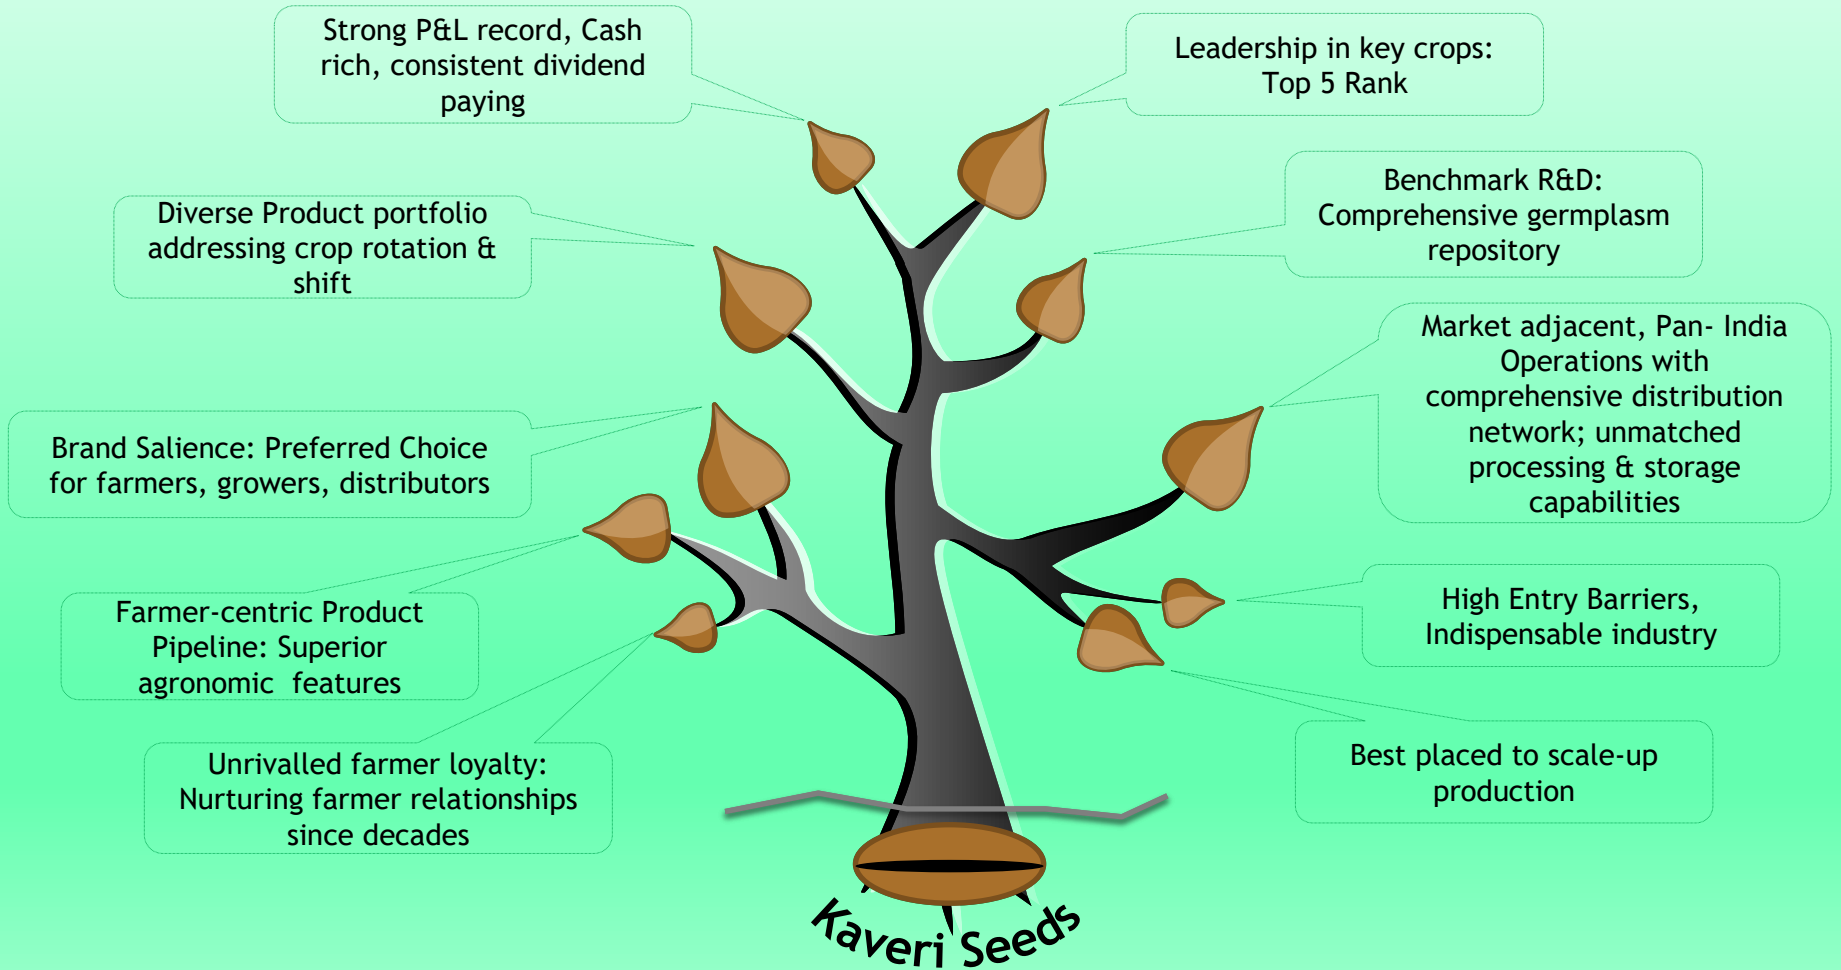 Strong P&L record, Cash
rich, consistent dividend
paying
Leadership in key crops:
Top 5 Rank
Diverse Product portfolio
addressing crop rotation &
shift
Benchmark R&D:
Comprehensive germplasm
repository
Market adjacent, Pan- India
Operations with
comprehensive distribution
network; unmatched
processing & storage
capabilities
Brand Salience: Preferred Choice
for farmers, growers, distributors
Farmer-centric Product
Pipeline: Superior
agronomic  features
High Entry Barriers,
Indispensable industry
Unrivalled farmer loyalty:
Nurturing farmer relationships
since decades
Best placed to scale-up
production
Kaveri Seeds